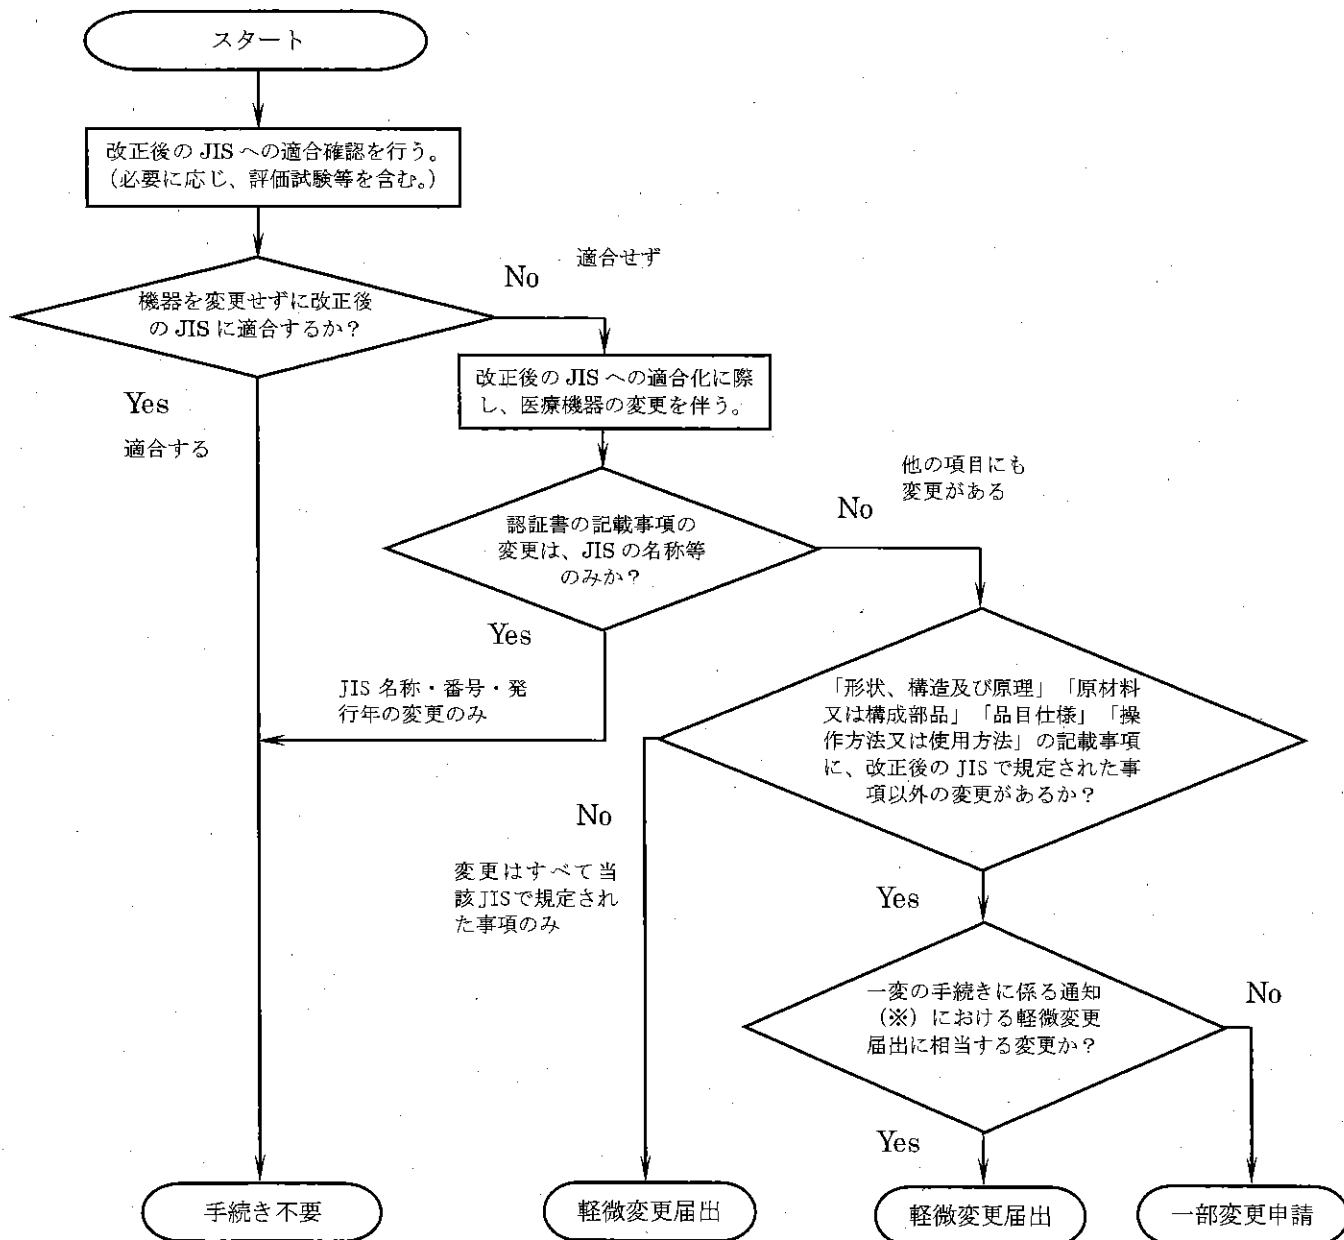 スタート
改正後の JIS への適合確認を行う。
（必要に応じ、評価試験等を含む。）
機器を変更せずに改正後
の JIS に適合するか？
No
適合せず
Yes
適合する
改正後の JIS への適合化に際
し、医療機器の変更を伴う。
認証書の記載事項の
変更は、JIS の名称等
のみか？
No
他の項目にも
変更がある
Yes
JIS 名称・番号・発
行年の変更のみ
「形状、構造及び原理」「原材料
又は構成部品」「品目仕様」「操
作方法又は使用方法」の記載事項
に、改正後の JIS で規定された事
項以外の変更があるか？
No
変更はすべて当
該JISで規定され
た事項のみ
Yes
一変の手続きに係る通知
（※）における軽微変更
届出に相当する変更か？
No
Yes
手続き不要
軽微変更届出
軽微変更届出
一部変更申請